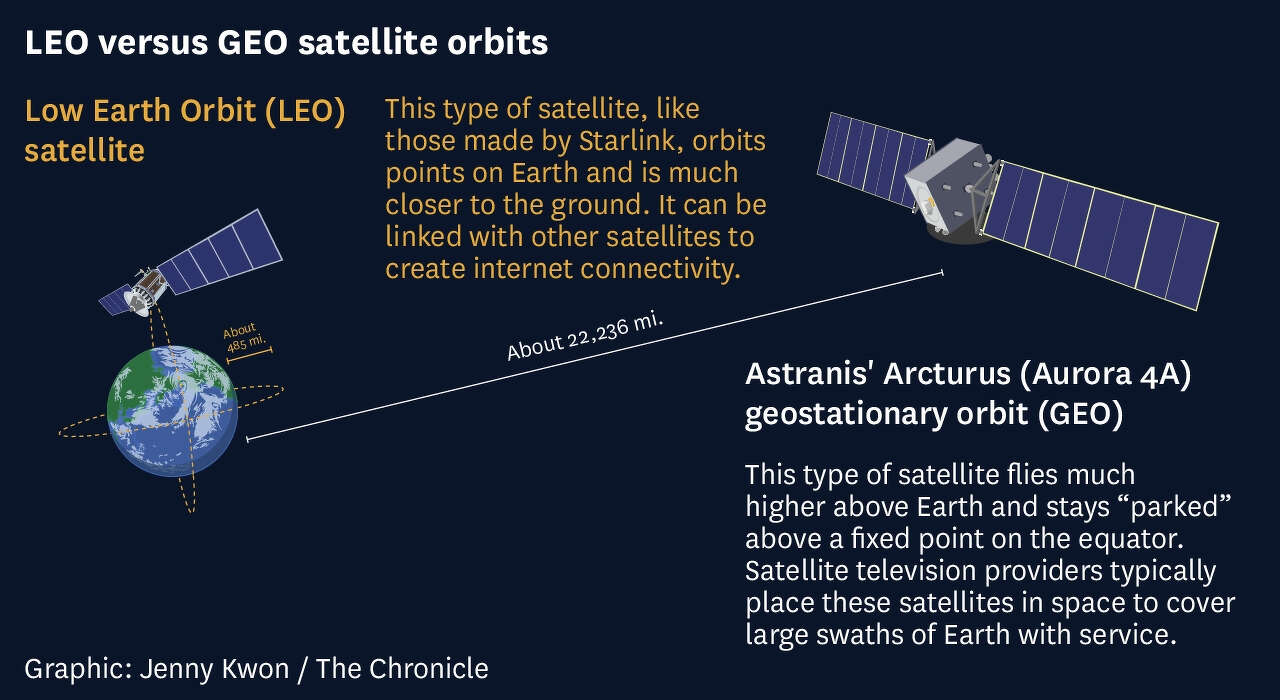 LEO versus GEO satellite orbits
Low Earth Orbit (LEO)
satellite
This type of satellite, like
those made by Starlink, orbits
points on Earth and is much
closer to the ground. It can be
linked with other satellites to
create internet connectivity.
About
485 mi.
About 22,236 mi.
Astranis' Arcturus (Aurora 4A)
geostationary orbit (GEO)
This type of satellite flies much
higher above Earth and stays “parked”
above a fixed point on the equator.
Satellite television providers typically
place these satellites in space to cover
large swaths of Earth with service.
Graphic: Jenny Kwon / The Chronicle